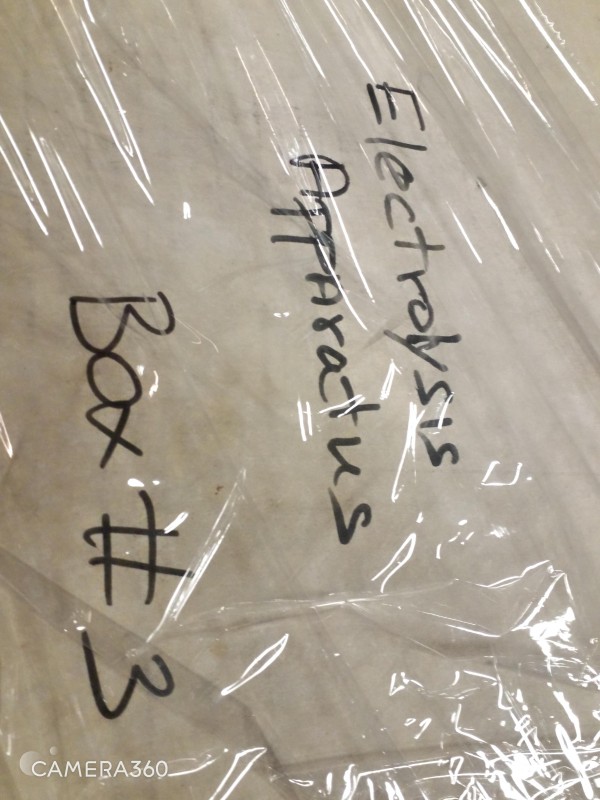 Electrolysis
Apparatus
Box # 3
CAMERA360